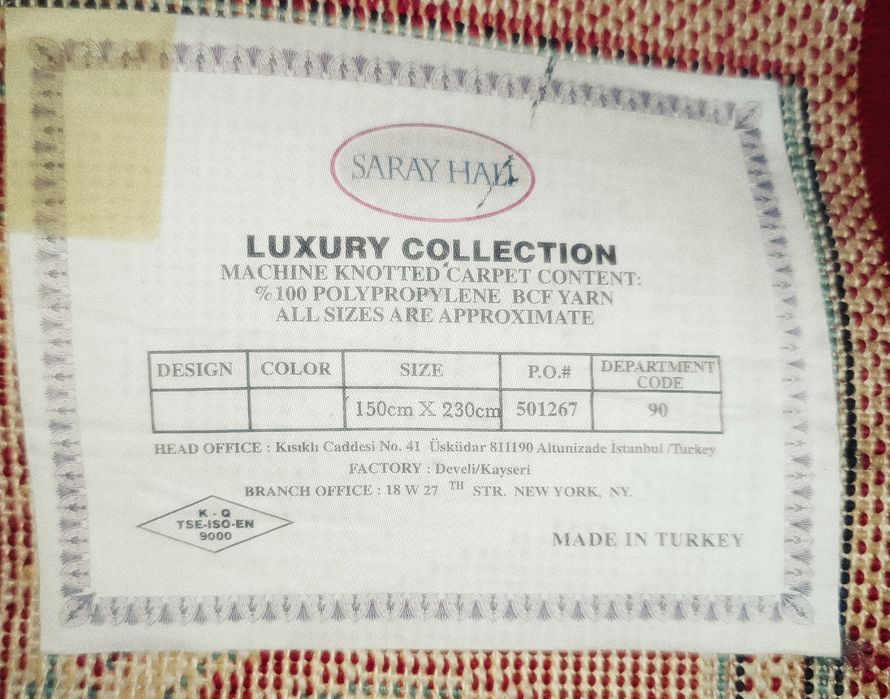 SARAY HALI
LUXURY COLLECTION
MACHINE KNOTTED CARPET CONTENT:
%100 POLYPROPYLENE BCF YARN
ALL SIZES ARE APPROXIMATE
DESIGN COLOR SIZE P.O.# DEPARTMENT CODE
150cm X 230cm 501267 90
HEAD OFFICE : Kısıklı Caddesi No. 41 Üsküdar 811190 Altunizade İstanbul /Turkey
FACTORY : Develi/Kayseri
BRANCH OFFICE : 18 W 27 TH STR. NEW YORK, NY.
K - Q
TSE-ISO-EN
9000
MADE IN TURKEY